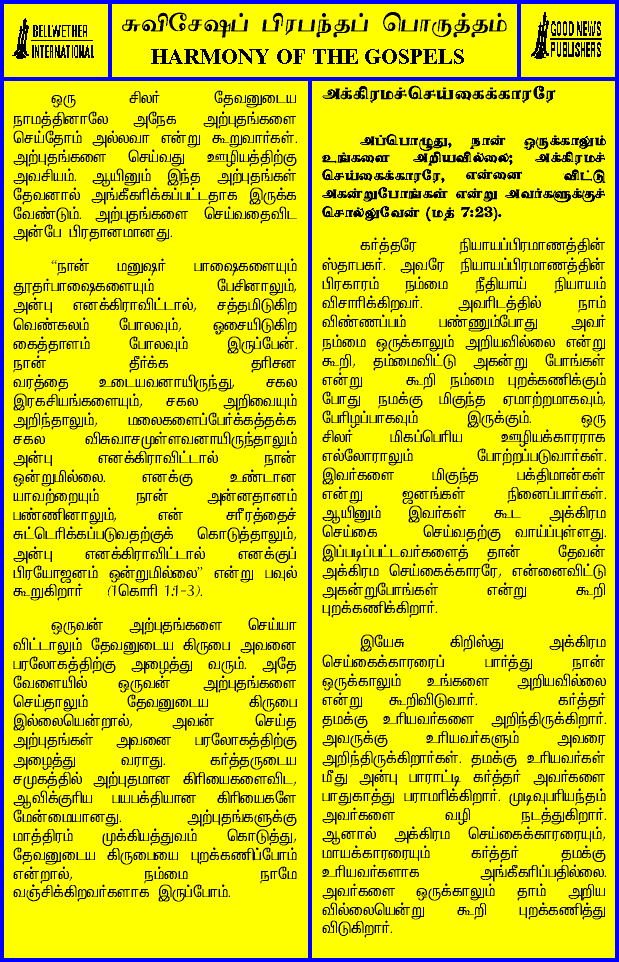 BELLWETHER
INTERNATIONAL
சுவிசேஷப் பிரபந்தப் பொருத்தம்
HARMONY OF THE GOSPELS
GOOD NEWS
PUBLISHERS
ஒரு சிலர் தேவனுடைய
நாமத்தினாலே அநேக அற்புதங்களை
செய்தோம் அல்லவா என்று கூறுவார்கள்.
அற்புதங்களை செய்வது ஊழியத்திற்கு
அவசியம். ஆயினும் இந்த அற்புதங்கள்
தேவனால் அங்கீகரிக்கப்பட்டதாக இருக்க
வேண்டும். அற்புதங்களை செய்வதைவிட
அன்பே பிரதானமானது.
“நான் மனுஷர் பாஷைகளையும்
தூதர்பாஷைகளையும் பேசினாலும்,
அன்பு எனக்கிராவிட்டால், சத்தமிடுகிற
வெண்கலம் போலவும், ஓசையிடுகிற
கைத்தாளம் போலவும் இருப்பேன்.
நான் தீர்க்க தரிசன
வரத்தை உடையவனாயிருந்து, சகல
இரகசியங்களையும், சகல அறிவையும்
அறிந்தாலும், மலைகளைப்பேர்க்கத்தக்க
சகல விசுவாசமுள்ளவனாயிருந்தாலும்
அன்பு எனக்கிராவிட்டால் நான்
ஒன்றுமில்லை. எனக்கு உண்டான
யாவற்றையும் நான் அன்னதானம்
பண்ணினாலும், என் சரீரத்தைச்
சுட்டெரிக்கப்படுவதற்குக் கொடுத்தாலும்,
அன்பு எனக்கிராவிட்டால் எனக்குப்
பிரயோஜனம் ஒன்றுமில்லை” என்று பவுல்
கூறுகிறார் (1கொரி 1:1-3).
ஒருவன் அற்புதங்களை செய்யா
விட்டாலும் தேவனுடைய கிருபை அவனை
பரலோகத்திற்கு அழைத்து வரும். அதே
வேளையில் ஒருவன் அற்புதங்களை
செய்தாலும் தேவனுடைய கிருபை
இல்லையென்றால், அவன் செய்த
அற்புதங்கள் அவனை பரலோகத்திற்கு
அழைத்து வராது. கர்த்தருடைய
சமுகத்தில் அற்புதமான கிரியைகளைவிட,
ஆவிக்குரிய பயபக்தியான கிரியைகளே
மேன்மையானது. அற்புதங்களுக்கு
மாத்திரம் முக்கியத்துவம் கொடுத்து,
தேவனுடைய கிருபையை புறக்கணிப்போம்
என்றால், நம்மை நாமே
வஞ்சிக்கிறவர்களாக இருப்போம்.
அக்கிரமச்செய்கைக்காரரே
அப்பொழுது, நான் ஒருக்காலும்
உங்களை அறியவில்லை; அக்கிரமச்
செய்கைக்காரரே, என்னை விட்டு
அகன்றுபோங்கள் என்று அவர்களுக்குச்
சொல்லுவேன் (மத் 7:23).
கர்த்தரே நியாயப்பிரமாணத்தின்
ஸ்தாபகர். அவரே நியாயப்பிரமாணத்தின்
பிரகாரம் நம்மை நீதியாய் நியாயம்
விசாரிக்கிறவர். அவரிடத்தில் நாம்
விண்ணப்பம் பண்ணும்போது அவர்
நம்மை ஒருக்காலும் அறியவில்லை என்று
கூறி, தம்மைவிட்டு அகன்று போங்கள்
என்று கூறி நம்மை புறக்கணிக்கும்
போது நமக்கு மிகுந்த ஏமாற்றமாகவும்,
பேரிழப்பாகவும் இருக்கும். ஒரு
சிலர் மிகப்பெரிய ஊழியக்காரராக
எல்லோராலும் போற்றப்படுவார்கள்.
இவர்களை மிகுந்த பக்திமான்கள்
என்று ஜனங்கள் நினைப்பார்கள்.
ஆயினும் இவர்கள் கூட அக்கிரம
செய்கை செய்வதற்கு வாய்ப்புள்ளது.
இப்படிப்பட்டவர்களைத் தான் தேவன்
அக்கிரம செய்கைக்காரரே, என்னைவிட்டு
அகன்றுபோங்கள் என்று கூறி
புறக்கணிக்கிறார்.
இயேசு கிறிஸ்து அக்கிரம
செய்கைக்காரரைப் பார்த்து நான்
ஒருக்காலும் உங்களை அறியவில்லை
என்று கூறிவிடுவார். கர்த்தர்
தமக்கு உரியவர்களை அறிந்திருக்கிறார்.
அவருக்கு உரியவர்களும் அவரை
அறிந்திருக்கிறார்கள். தமக்கு உரியவர்கள்
மீது அன்பு பாராட்டி கர்த்தர் அவர்களை
பாதுகாத்து பராமரிக்கிறார். முடிவுபரியந்தம்
அவர்களை வழி நடத்துகிறார்.
ஆனால் அக்கிரம செய்கைக்காரரையும்,
மாயக்காரரையும் கர்த்தர் தமக்கு
உரியவர்களாக அங்கீகரிப்பதில்லை.
அவர்களை ஒருக்காலும் தாம் அறிய
வில்லையென்று கூறி புறக்கணித்து
விடுகிறார்.